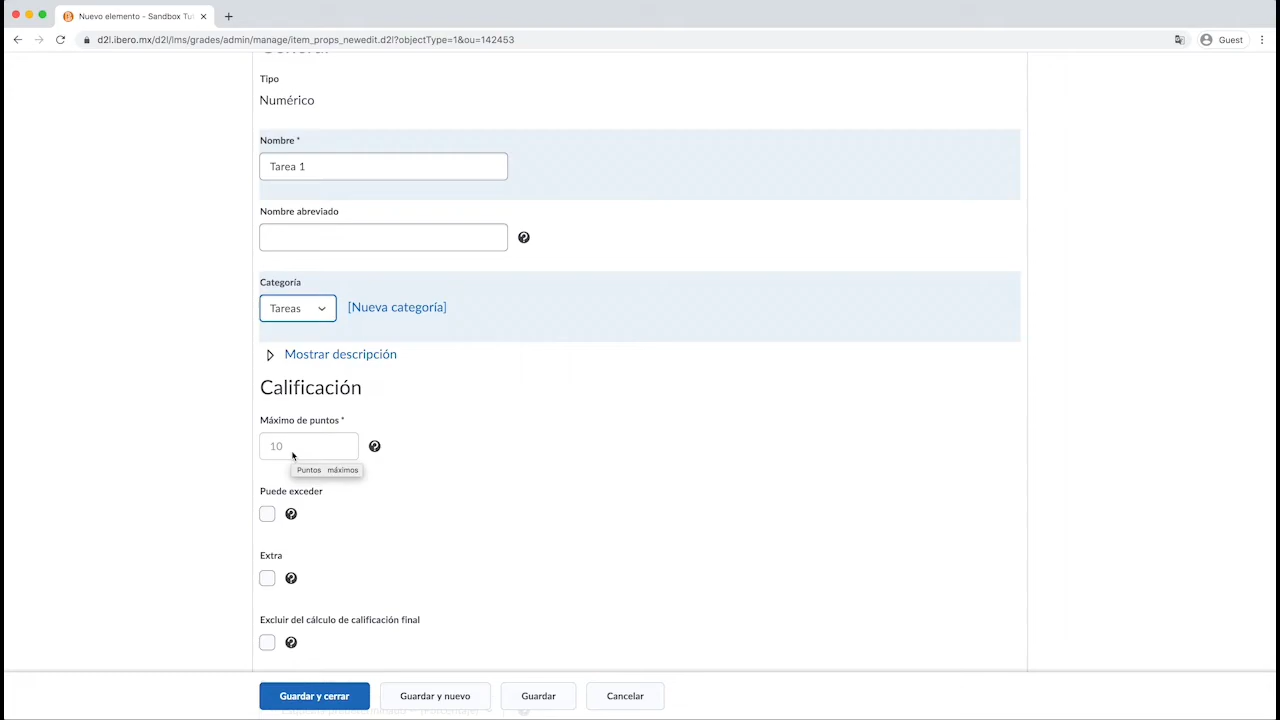 Nuevo elemento - Sandbox Tu
d2l.ibero.mx/d2l/lms/grades/admin/manage/item_props_newedit.d2l?objectType=1&ou=142453
Guest
General
Tipo
Numérico
Nombre *
Tarea 1
Nombre abreviado
Categoría
Tareas
[Nueva categoría]
Mostrar descripción
Calificación
Máximo de puntos *
10
Puntos máximos
Puede exceder
Extra
Excluir del cálculo de calificación final
Guardar y cerrar
Guardar y nuevo
Guardar
Cancelar